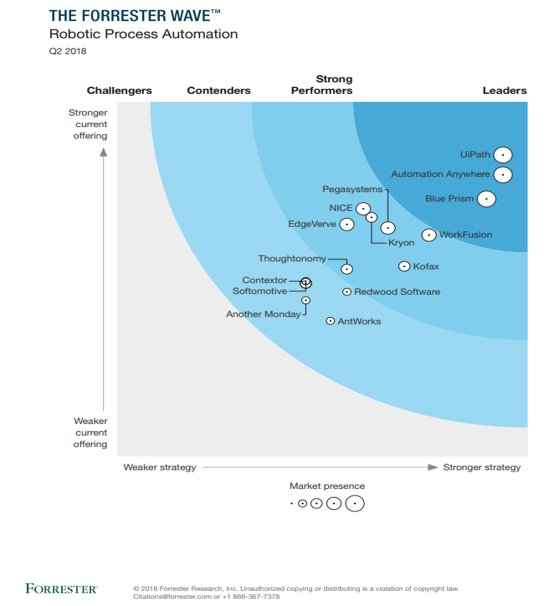 THE FORRESTER WAVE™
Robotic Process Automation
Q2 2018
Challengers
Contenders
Strong
Performers
Leaders
Stronger
current
offering
UiPath
Automation Anywhere
Pegasystems
Blue Prism
NICE
EdgeVerve
WorkFusion
Kryon
Thoughtonomy
Kofax
Contextor
Softomotive
Redwood Software
Another Monday
AntWorks
Weaker
current
offering
Weaker strategy
Stronger strategy
Market presence
FORRESTER®
© 2018 Forrester Research, Inc. Unauthorized copying or distributing is a violation of copyright law.
Citations@forrester.com or +1 866-367-7378